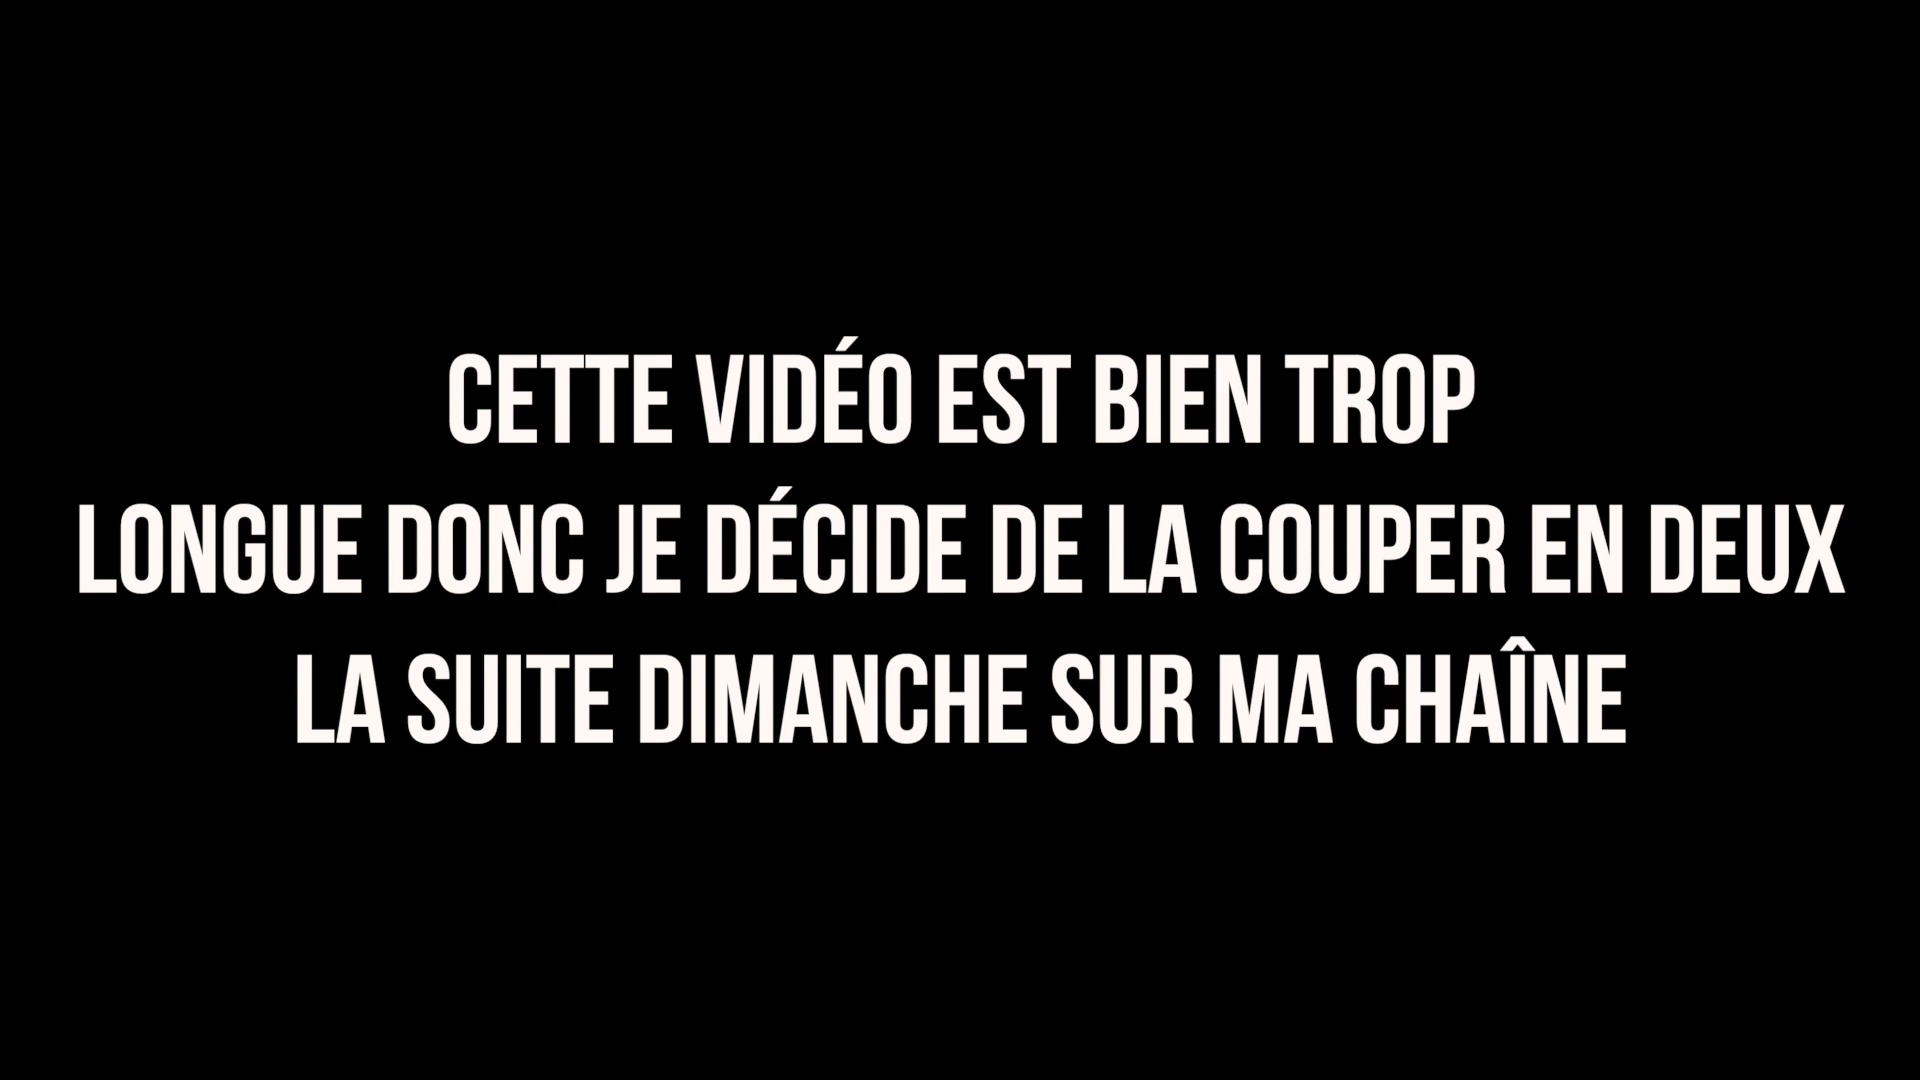 CETTE VIDÉO EST BIEN TROP
LONGUE DONC JE DÉCIDE DE LA COUPER EN DEUX
LA SUITE DIMANCHE SUR MA CHAÎNE